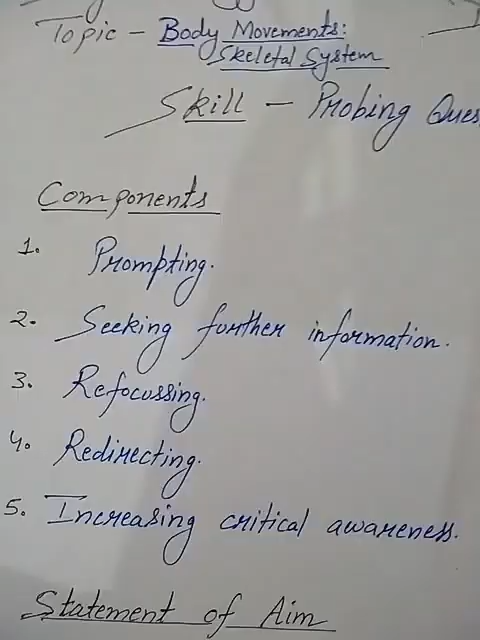 Topic - Body Movements:
Skeletal System
Skill - Probing Ques
Components
1. Prompting.
2. Seeking further information.
3. Refocussing.
4. Redirecting.
5. Increasing critical awareness.
Statement of Aim